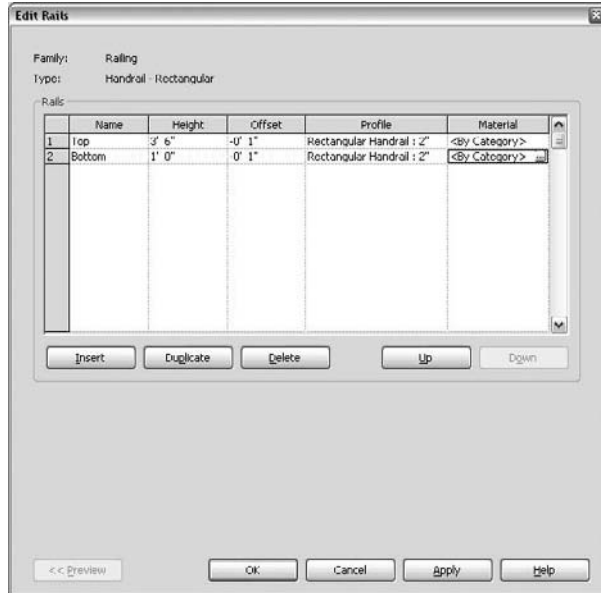 Edit Rails
Family: Railing
Type: Handrail - Rectangular
Rails
Name Height Offset Profile Material
1 Top 3' 6" -0' 1" Rectangular Handrail : 2" <By Category>
2 Bottom 1' 0" -0' 1" Rectangular Handrail : 2" <By Category> ...
Insert Duplicate Delete Up Down
<< Preview OK Cancel Apply Help